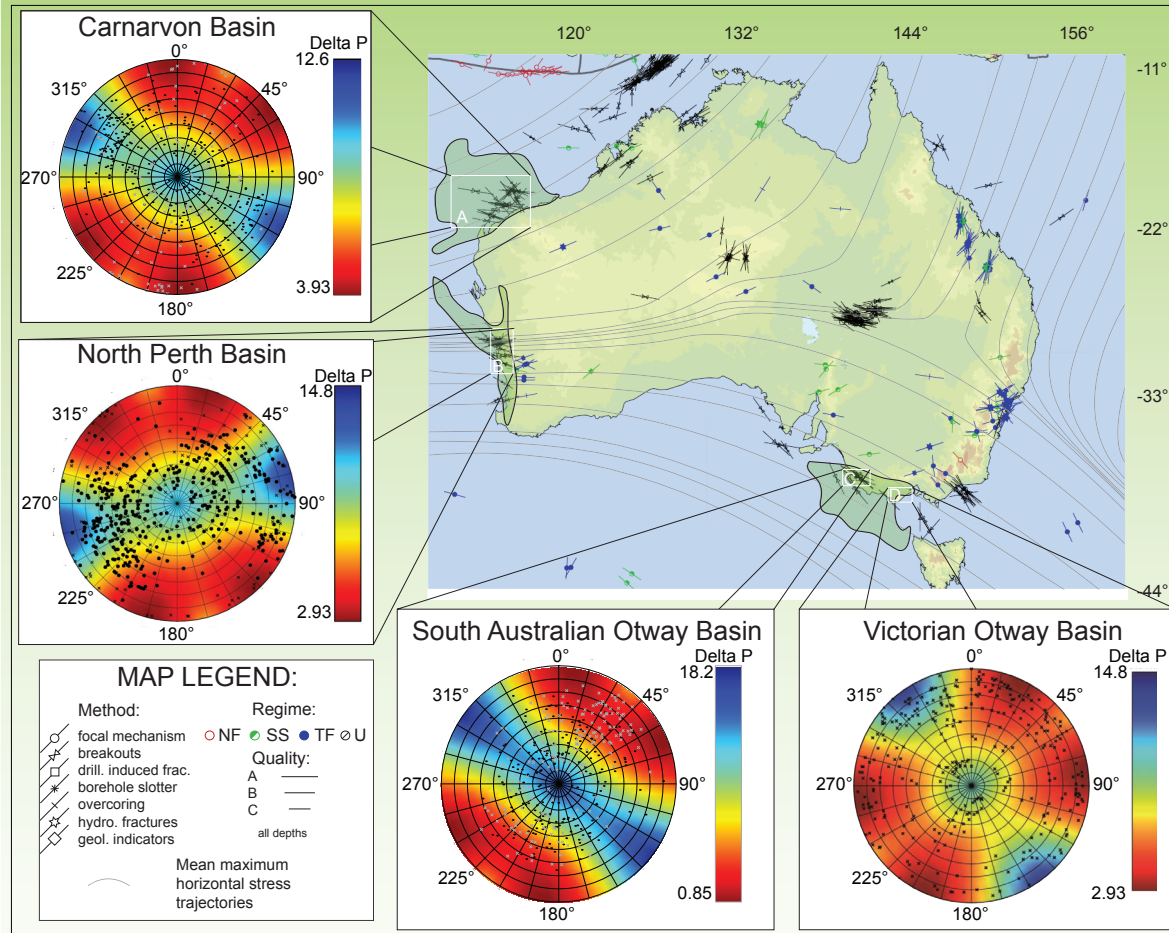 Carnarvon Basin
Delta P
12.6
3.93
0°
45°
90°
180°
225°
270°
315°
120°
132°
144°
156°
-11°
-22°
-33°
-44°
A
B
C
D
North Perth Basin
Delta P
14.8
2.93
0°
45°
90°
180°
225°
270°
315°
MAP LEGEND:
Method:
focal mechanism
breakouts
drill. induced frac.
borehole slotter
overcoring
hydro. fractures
geol. indicators
Regime:
NF SS TF U
Quality:
A
B
C
all depths
Mean maximum
horizontal stress
trajectories
South Australian Otway Basin
Delta P
18.2
0.85
0°
45°
90°
180°
225°
270°
315°
Victorian Otway Basin
Delta P
14.8
2.93
0°
45°
90°
180°
225°
270°
315°